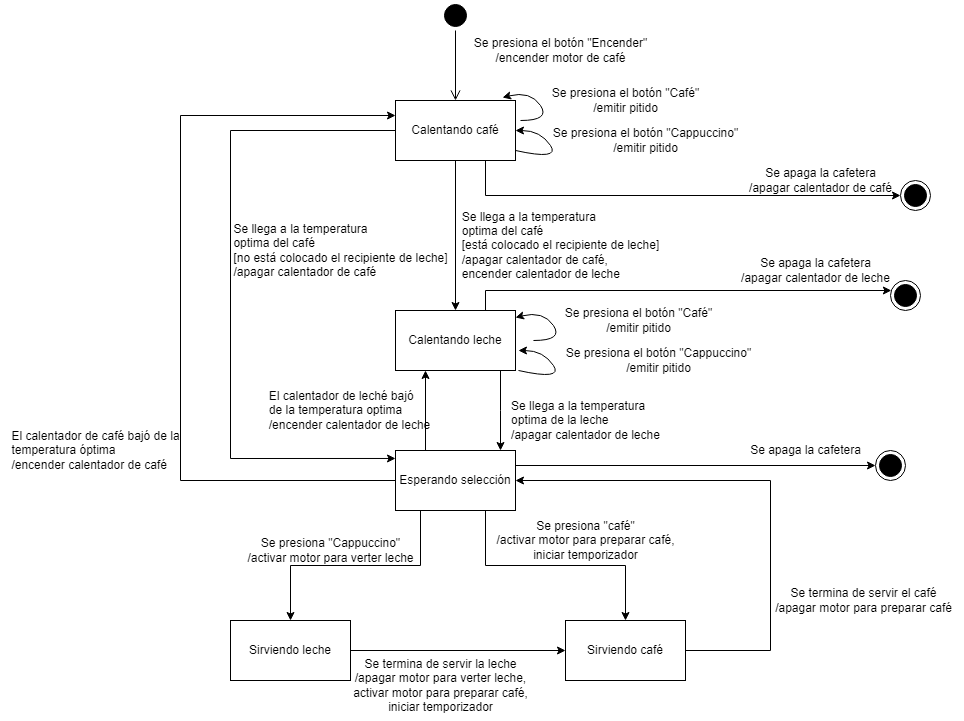 Se presiona el botón "Encender"
/encender motor de café
Se presiona el botón "Café"
/emitir pitido
Calentando café
Se presiona el botón "Cappuccino"
/emitir pitido
Se apaga la cafetera
/apagar calentador de café
Se llega a la temperatura
optima del café
[no está colocado el recipiente de leche]
/apagar calentador de café
Se llega a la temperatura
optima del café
[está colocado el recipiente de leche]
/apagar calentador de café,
encender calentador de leche
Se apaga la cafetera
/apagar calentador de leche
Se presiona el botón "Café"
/emitir pitido
Calentando leche
Se presiona el botón "Cappuccino"
/emitir pitido
El calentador de leché bajó
de la temperatura optima
/encender calentador de leche
Se llega a la temperatura
optima de la leche
/apagar calentador de leche
El calentador de café bajó de la
temperatura óptima
/encender calentador de café
Se apaga la cafetera
Esperando selección
Se presiona "Cappuccino"
/activar motor para verter leche
Se presiona "café"
/activar motor para preparar café,
iniciar temporizador
Se termina de servir el café
/apagar motor para preparar café
Sirviendo leche
Sirviendo café
Se termina de servir la leche
/apagar motor para verter leche,
activar motor para preparar café,
iniciar temporizador